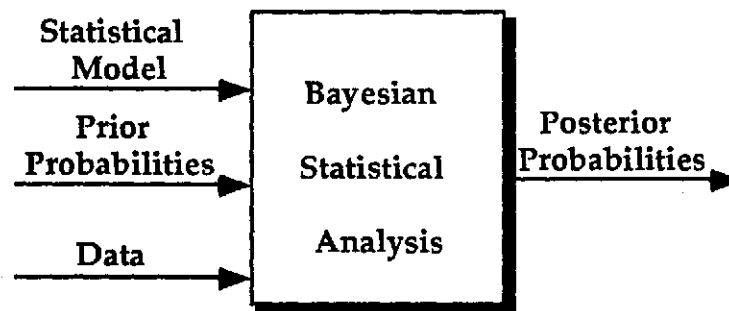 Statistical
Model
Prior
Probabilities
Data
Bayesian
Statistical
Analysis
Posterior
Probabilities